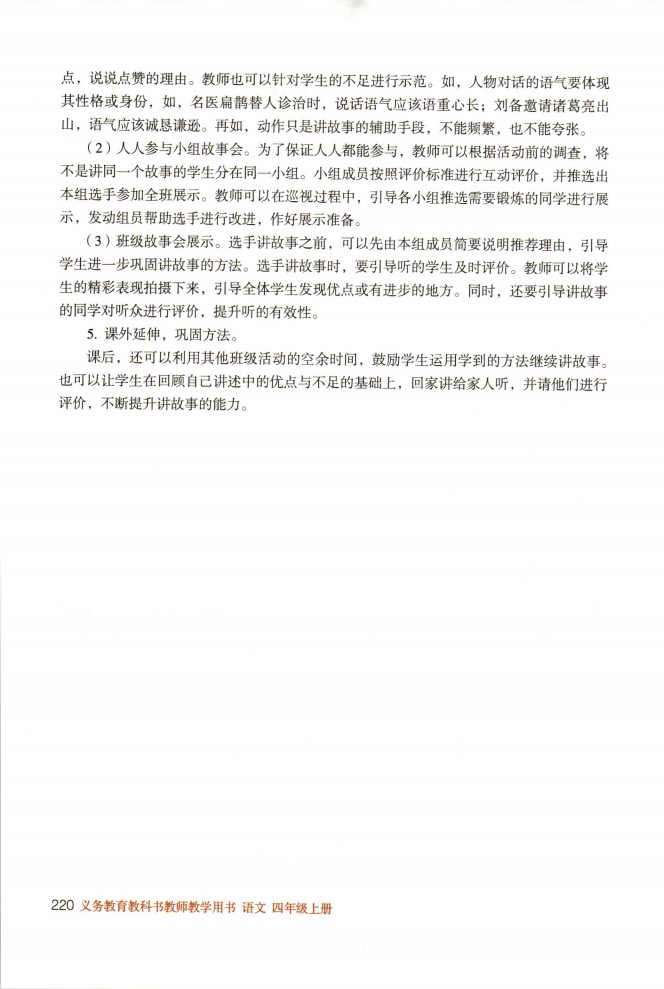 点，说说点赞的理由。教师也可以针对学生的不足进行示范。如，人物对话的语气要体现
其性格或身份，如，名医扁鹊替人诊治时，说话语气应该语重心长；刘备邀请诸葛亮出
山，语气应该诚恳谦逊。再如，动作只是讲故事的辅助手段，不能频繁，也不能夸张。
（2）人人参与小组故事会。为了保证人人都能参与，教师可以根据活动前的调查，将
不是讲同一个故事的学生分在同一小组。小组成员按照评价标准进行互动评价，并推选出
本组选手参加全班展示。教师可以在巡视过程中，引导各小组推选需要锻炼的同学进行展
示，发动组员帮助选手进行改进，作好展示准备。
（3）班级故事会展示。选手讲故事之前，可以先由本组成员简要说明推荐理由，引导
学生进一步巩固讲故事的方法。选手讲故事时，要引导听的学生及时评价。教师可以将学
生的精彩表现拍摄下来，引导全体学生发现优点或有进步的地方。同时，还要引导讲故事
的同学对听众进行评价，提升听的有效性。
5. 课外延伸，巩固方法。
课后，还可以利用其他班级活动的空余时间，鼓励学生运用学到的方法继续讲故事。
也可以让学生在回顾自己讲述中的优点与不足的基础上，回家讲给家人听，并请他们进行
评价，不断提升讲故事的能力。
220 义务教育教科书教师教学用书 语文 四年级上册